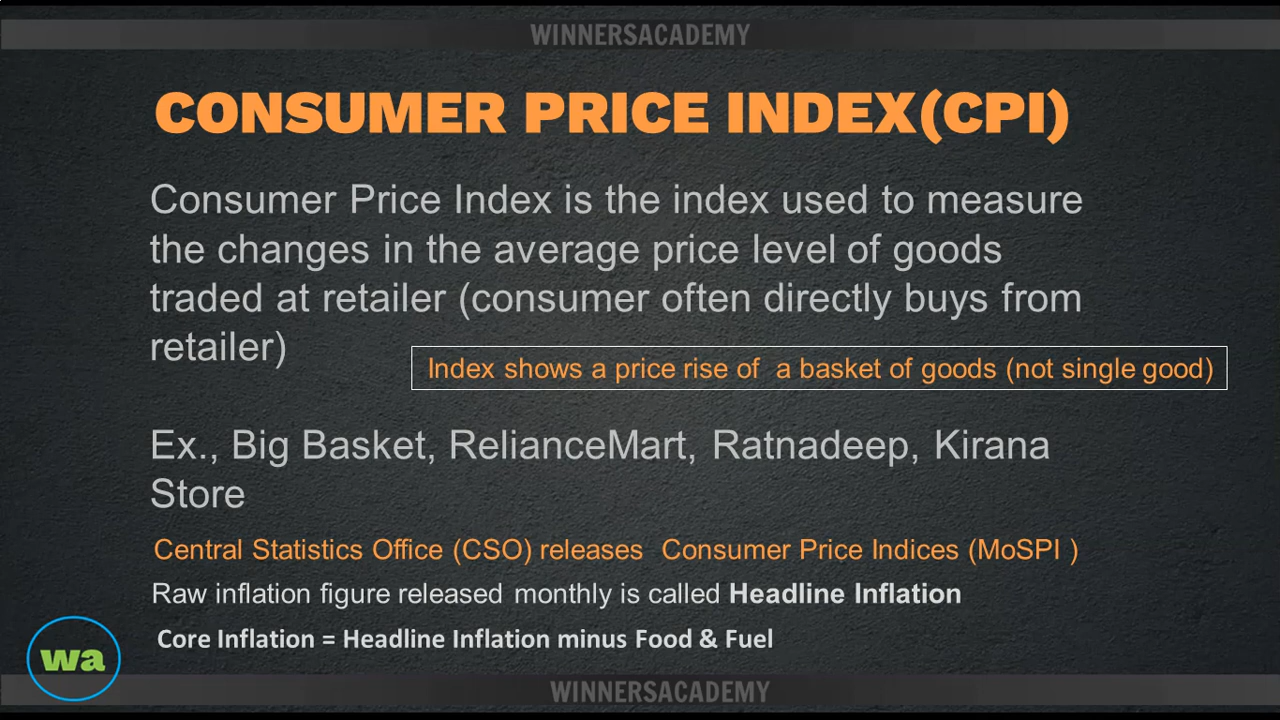 WINNERSACADEMY
CONSUMER PRICE INDEX(CPI)
Consumer Price Index is the index used to measure
the changes in the average price level of goods
traded at retailer (consumer often directly buys from
retailer)
Index shows a price rise of a basket of goods (not single good)
Ex., Big Basket, RelianceMart, Ratnadeep, Kirana
Store
Central Statistics Office (CSO) releases Consumer Price Indices (MoSPI )
Raw inflation figure released monthly is called Headline Inflation
Core Inflation = Headline Inflation minus Food & Fuel
wa
WINNERSACADEMY